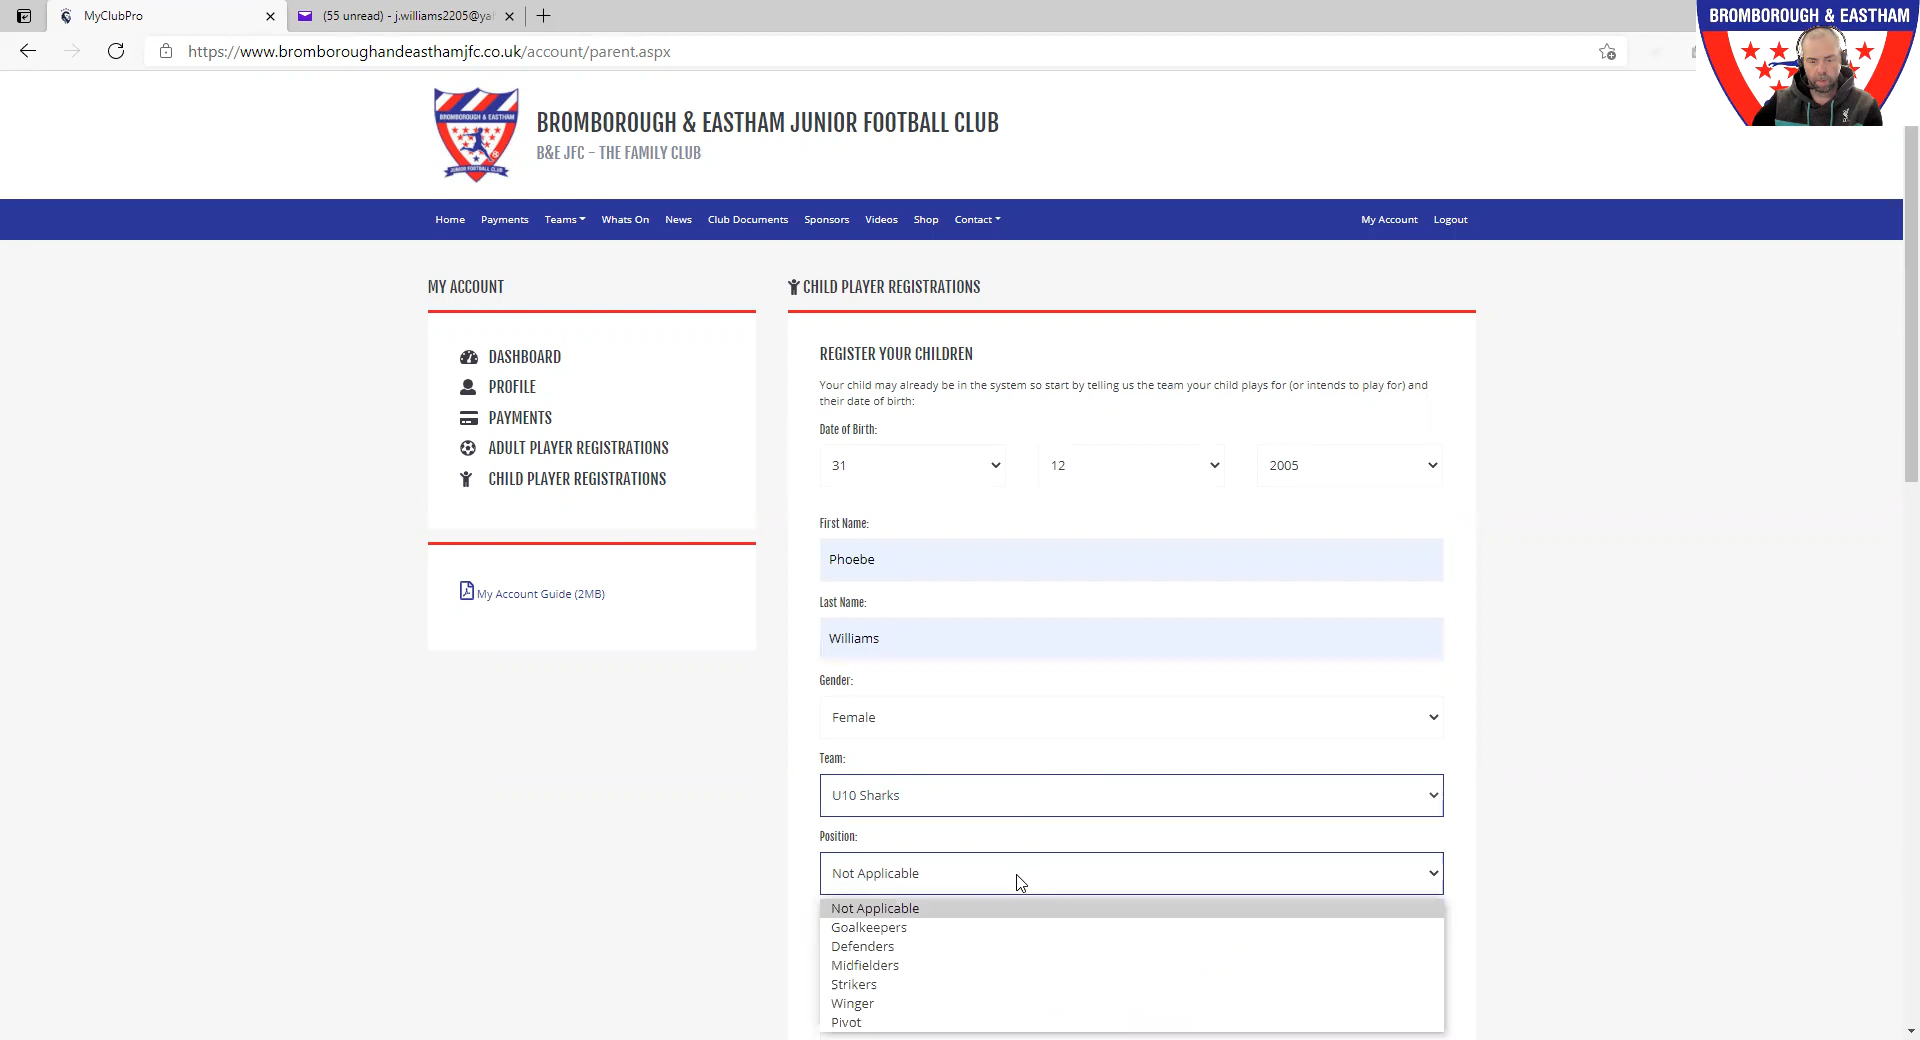 MyClubPro
(55 unread) - j.williams2205@ya
https://www.bromboroughandeasthamjfc.co.uk/account/parent.aspx
BROMBOROUGH & EASTHAM
BROMBOROUGH & EASTHAM
JUNIOR FOOTBALL CLUB
BROMBOROUGH & EASTHAM JUNIOR FOOTBALL CLUB
B&E JFC - THE FAMILY CLUB
Home Payments Teams Whats On News Club Documents Sponsors Videos Shop Contact My Account Logout
MY ACCOUNT
DASHBOARD
PROFILE
PAYMENTS
ADULT PLAYER REGISTRATIONS
CHILD PLAYER REGISTRATIONS
My Account Guide (2MB)
CHILD PLAYER REGISTRATIONS
REGISTER YOUR CHILDREN
Your child may already be in the system so start by telling us the team your child plays for (or intends to play for) and
their date of birth:
Date of Birth:
31 12 2005
First Name:
Phoebe
Last Name:
Williams
Gender:
Female
Team:
U10 Sharks
Position:
Not Applicable
Not Applicable
Goalkeepers
Defenders
Midfielders
Strikers
Winger
Pivot